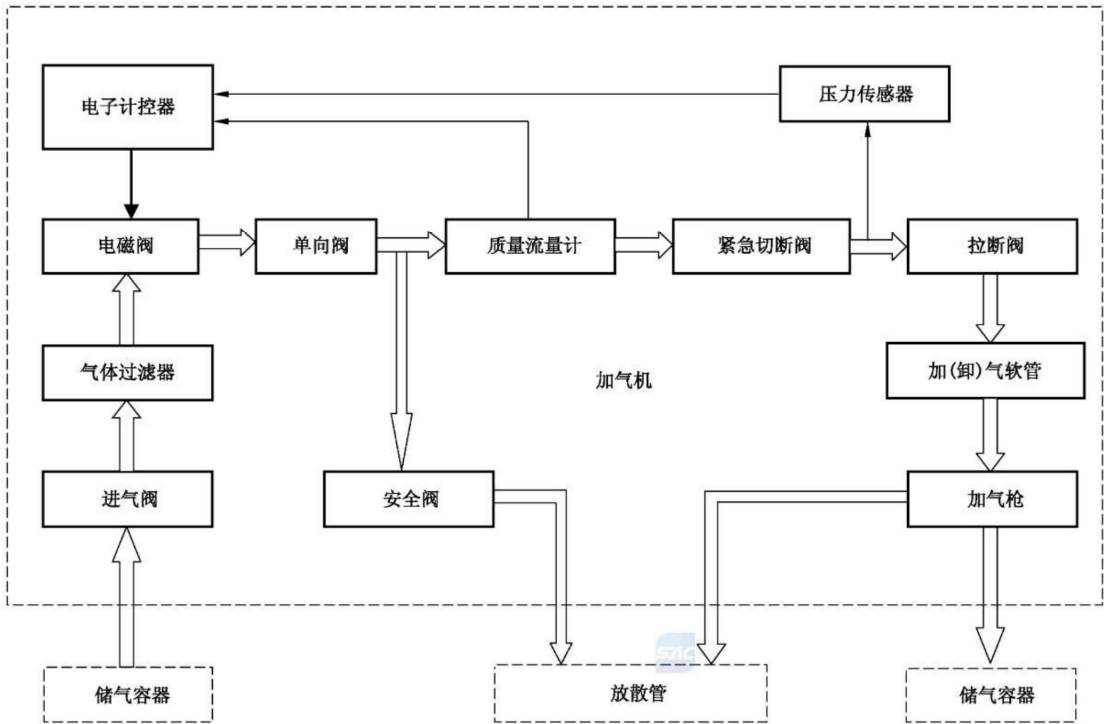 电子计控器
压力传感器
电磁阀
单向阀
质量流量计
紧急切断阀
拉断阀
气体过滤器
加气机
加(卸)气软管
进气阀
安全阀
加气枪
SAC
储气容器
放散管
储气容器